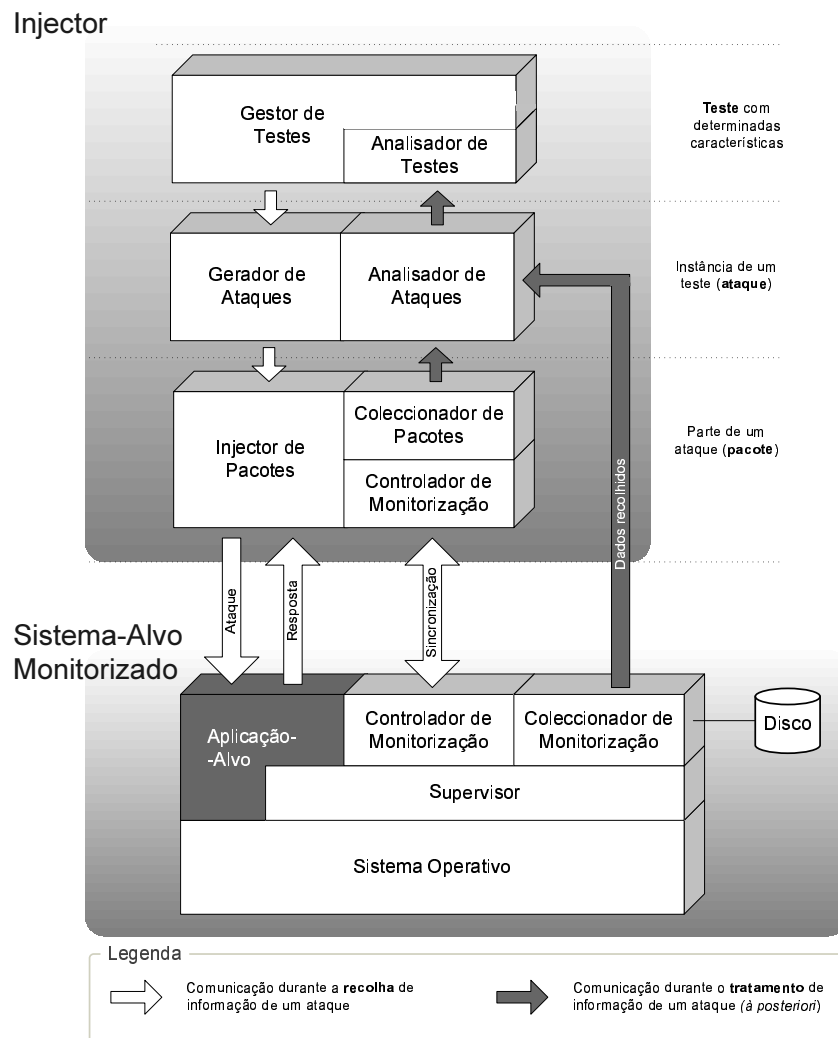 Injector
Gestor de
Testes
Analisador de
Testes
Teste com
determinadas
características
Gerador de
Ataques
Analisador de
Ataques
Instância de um
teste (ataque)
Injector de
Pacotes
Coleccionador de
Pacotes
Controlador de
Monitorização
Parte de um
ataque (pacote)
Ataque
Resposta
Sincronização
Dados recolhidos
Sistema-Alvo
Monitorizado
Aplicação-
-Alvo
Controlador de
Monitorização
Coleccionador de
Monitorização
Disco
Supervisor
Sistema Operativo
Legenda
Comunicação durante a recolha de
informação de um ataque
Comunicação durante o tratamento de
informação de um ataque (à posteriori)